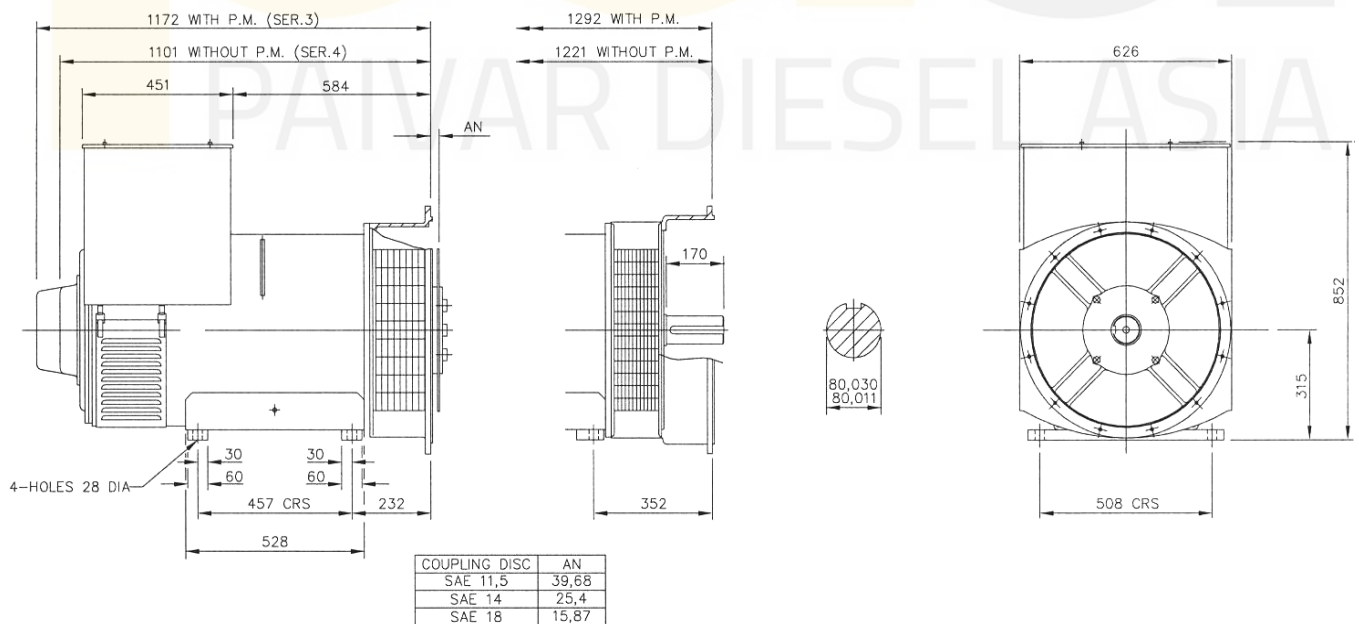 1172 WITH P.M. (SER.3)
1292 WITH P.M.
1101 WITHOUT P.M. (SER.4)
1221 WITHOUT P.M.
626
451
584
PAIVAR DIESEL ASIA
AN
170
852
80,030
80,011
315
30
30
60
60
4-HOLES 28 DIA
457 CRS
232
352
508 CRS
528
COUPLING DISC AN
SAE 11,5 39,68
SAE 14 25,4
SAE 18 15,87